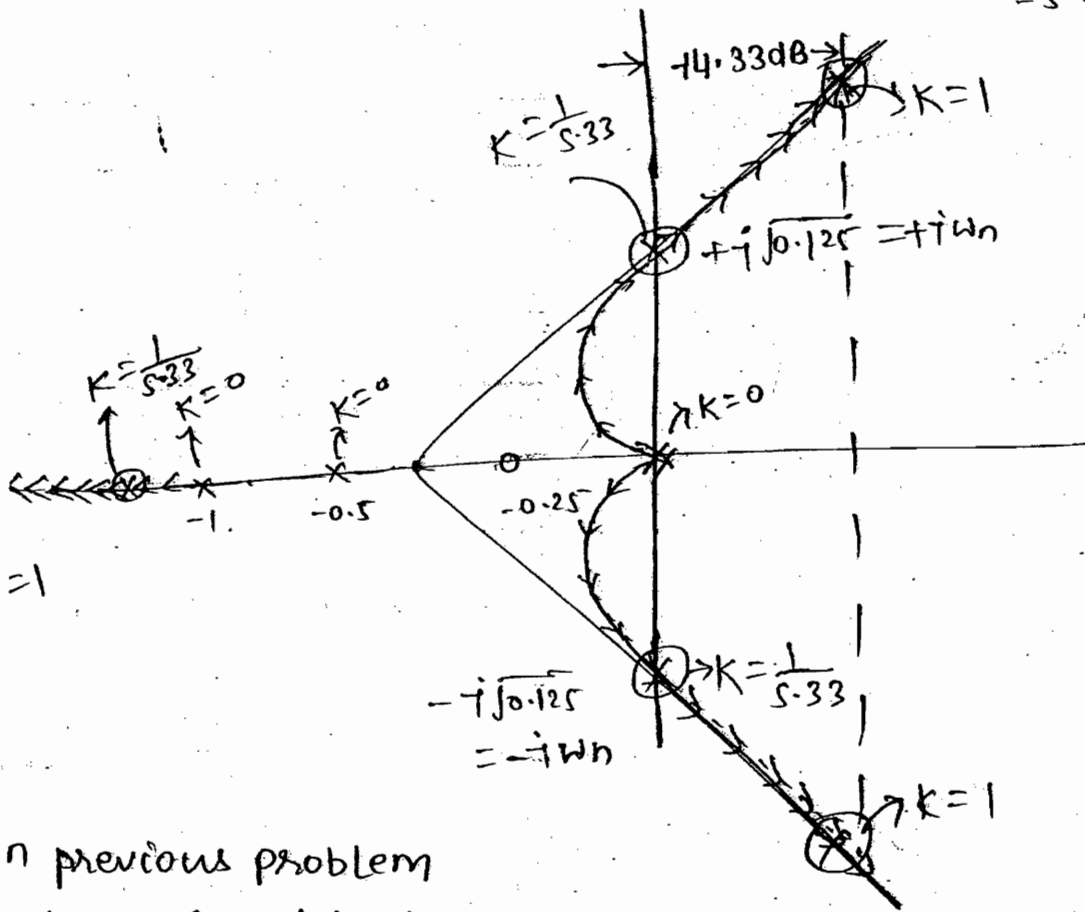 -14.33dB
K=1
K=1/5.33
+j√0.125 =+jωn
K=1/5.33
K=0
K=0
K=0
-1.
-0.5
-0.25
=1
-j√0.125
=-jωn
K=1/5.33
K=1
n previous problem